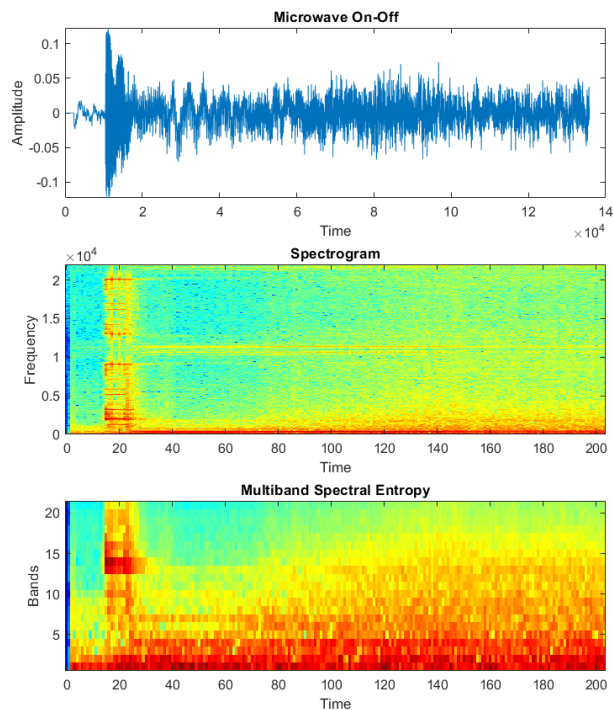 Microwave On-Off
0.1
0.05
0
-0.05
-0.1
Amplitude
0 2 4 6 8 10 12 14
Time
×10⁴
Spectrogram
×10⁴
2
1.5
1
0.5
0
Frequency
0 20 40 60 80 100 120 140 160 180 200
Time
Multiband Spectral Entropy
20
15
10
5
Bands
0 20 40 60 80 100 120 140 160 180 200
Time